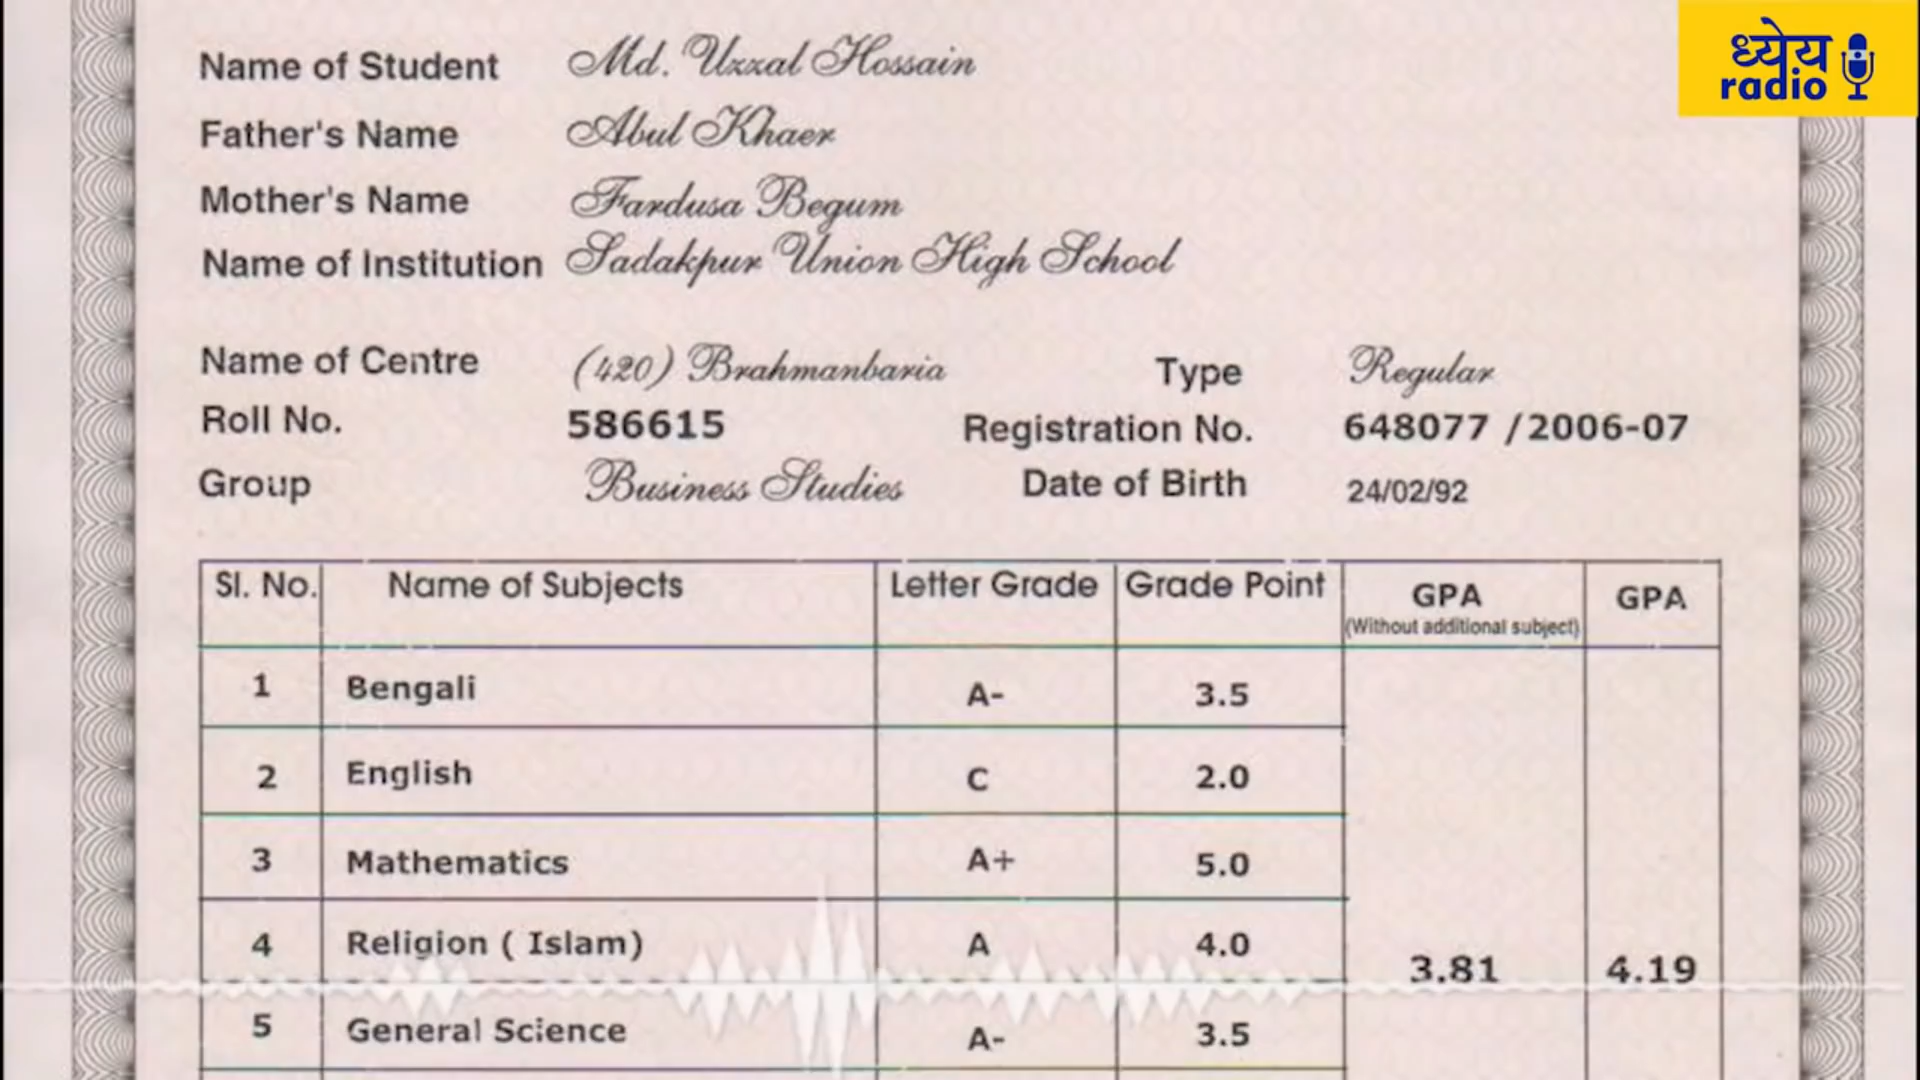 ध्येय
radio
Name of Student Md. Uzzal Hossain
Father's Name Abul Khaer
Mother's Name Fardusa Begum
Name of Institution Sadakpur Union High School
Name of Centre (420) Brahmanbaria Type Regular
Roll No. 586615 Registration No. 648077 /2006-07
Group Business Studies Date of Birth 24/02/92
Sl. No. Name of Subjects Letter Grade Grade Point GPA GPA
(Without additional subject)
1 Bengali A- 3.5
2 English C 2.0
3 Mathematics A+ 5.0
4 Religion ( Islam) A 4.0 3.81 4.19
5 General Science A- 3.5